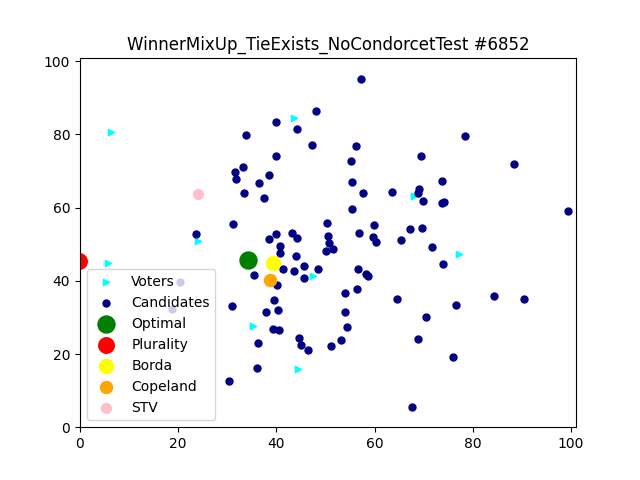 WinnerMixUp_TieExists_NoCondorcetTest #6852
100
80
60
40
20
0
Voters
Candidates
Optimal
Plurality
Borda
Copeland
STV
0 20 40 60 80 100